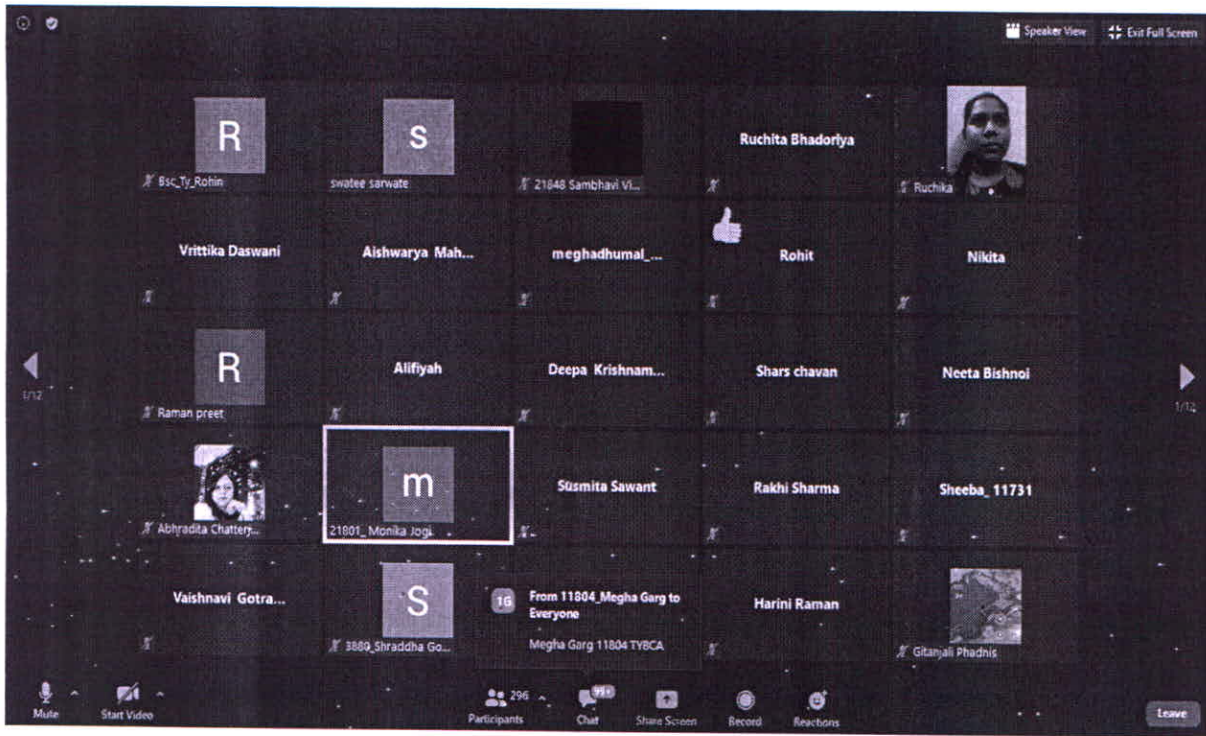 Speaker View Exit Full Screen
R
Bsc_Ty_Rohin
S
swatee sarwate
21848 Sambhavi Vi...
Ruchita Bhadoriya
Ruchika
Vrittika Daswani
Aishwarya Mah...
meghadhumal_...
Rohit
Nikita
R
Raman preet
Alifiyah
Deepa Krishnam...
Shars chavan
Neeta Bishnoi
1/12
1/12
Abhradita Chatterj...
m
21801_ Monika Jogi
Susmita Sawant
Rakhi Sharma
Sheeba_ 11731
Vaishnavi Gotra...
S
3880_Shraddha Go...
1G
From 11804_Megha Garg to
Everyone
Megha Garg 11804 TYBCA
Harini Raman
Gitanjali Phadnis
Mute
Start Video
296
Participants
99+
Chat
Share Screen
Record
Reactions
Leave